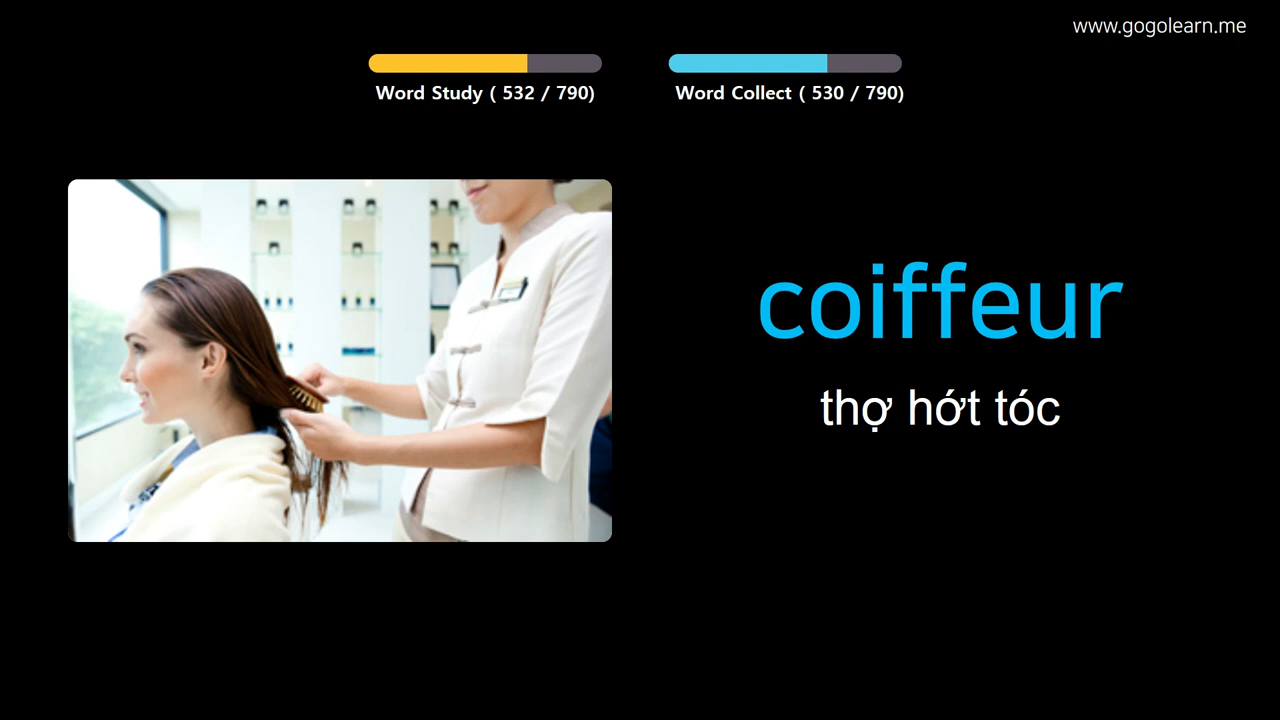 www.gogolearn.me
Word Study ( 532 / 790)
Word Collect ( 530 / 790)
coiffeur
thợ hớt tóc